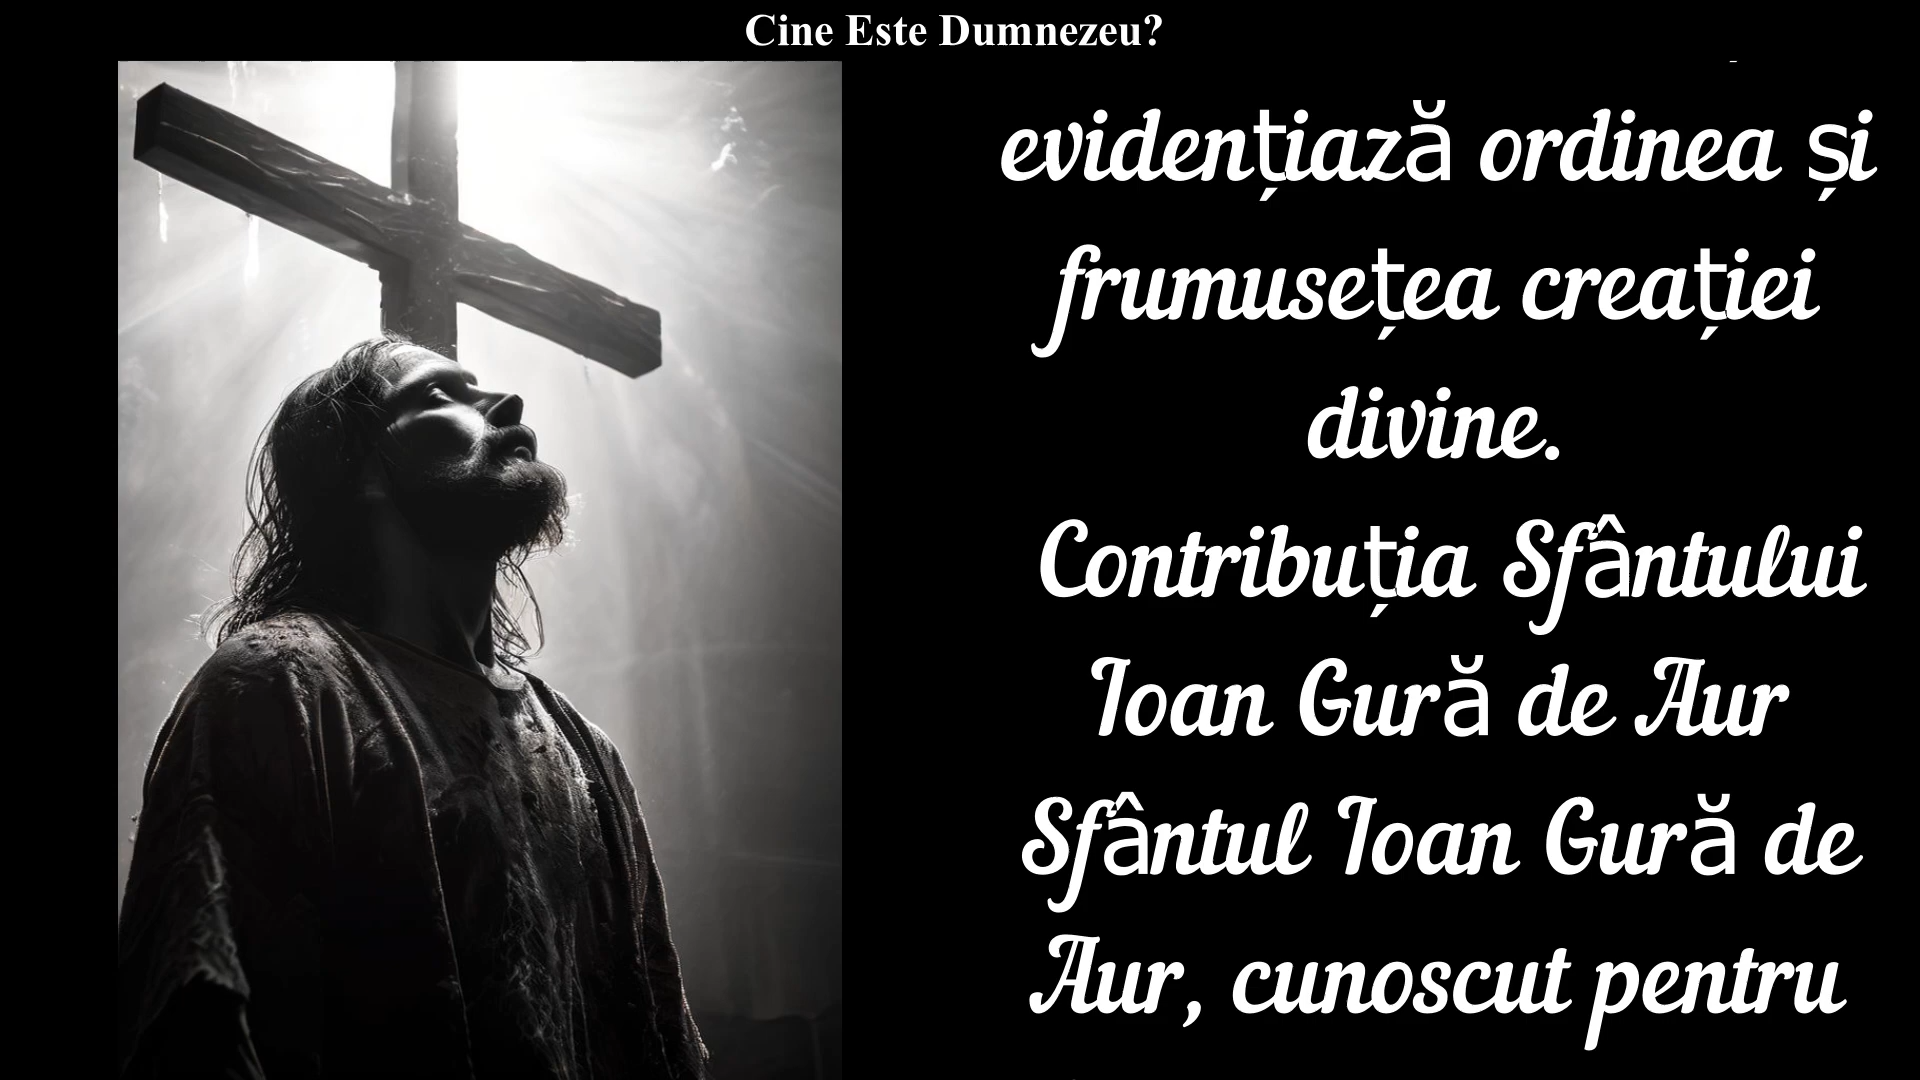 Cine Este Dumnezeu?
evidențiază ordinea și
frumusețea creației
divine.
Contribuția Sfântului
Ioan Gură de Aur
Sfântul Ioan Gură de
Aur, cunoscut pentru